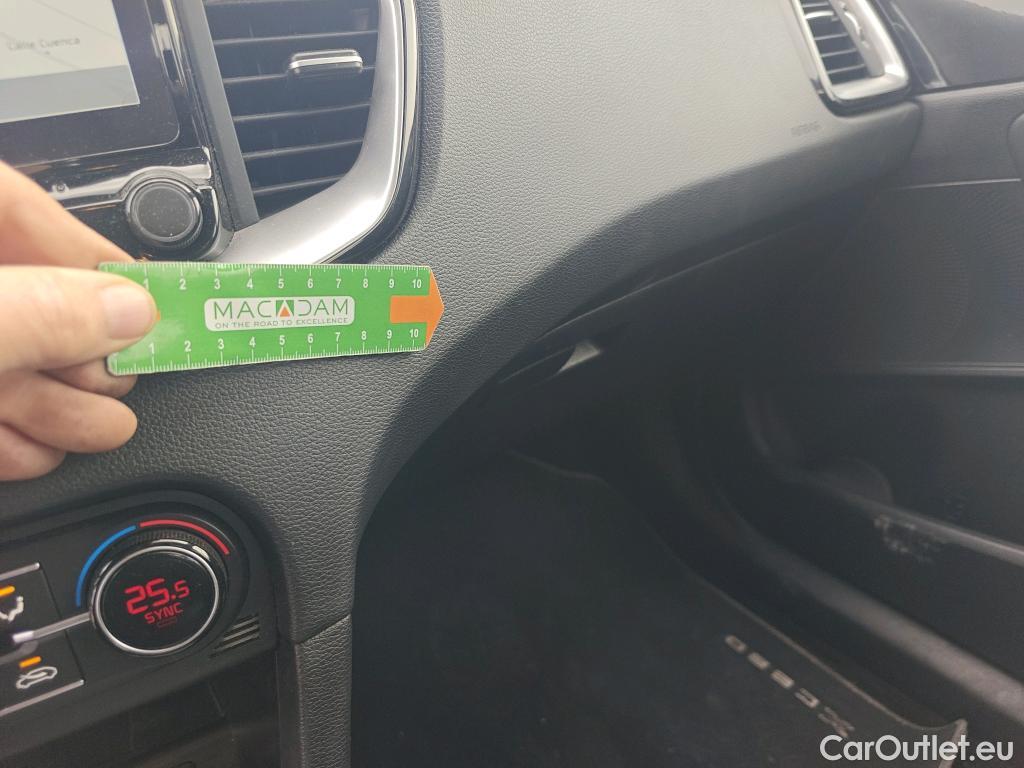 Calle Cuenca
1 2 3 4 5 6 7 8 9 10
MACADAM
ON THE ROAD TO EXCELLENCE
1 2 3 4 5 6 7 8 9 10
25.5
SYNC
XCEED
CarOutlet.eu